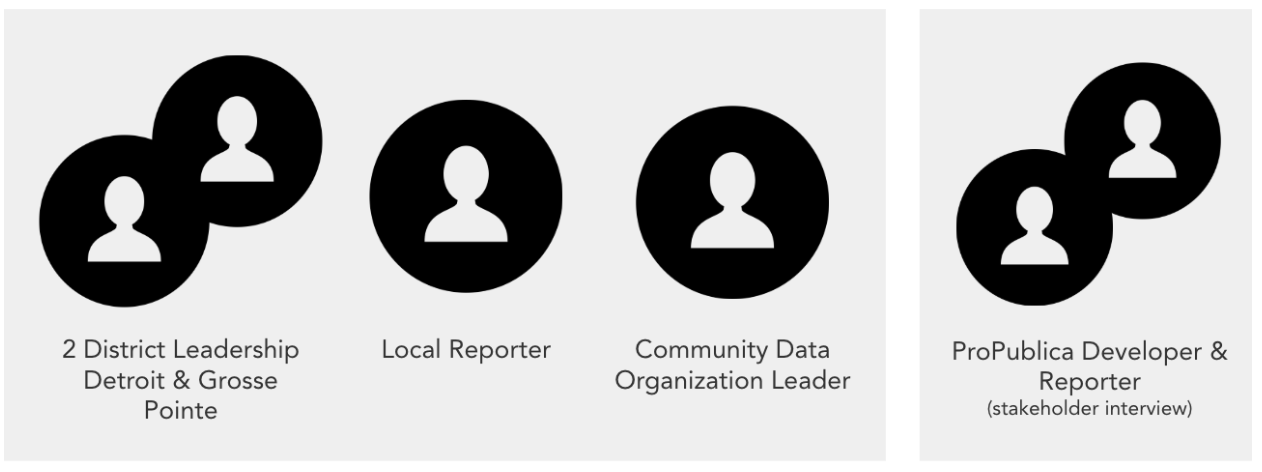 2 District Leadership
Detroit & Grosse
Pointe
Local Reporter
Community Data
Organization Leader
ProPublica Developer &
Reporter
(stakeholder interview)